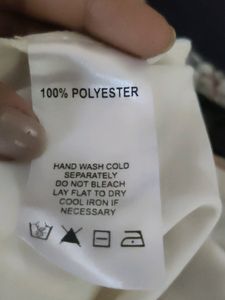 100% POLYESTER
HAND WASH COLD
SEPARATELY
DO NOT BLEACH
LAY FLAT TO DRY
COOL IRON IF
NECESSARY